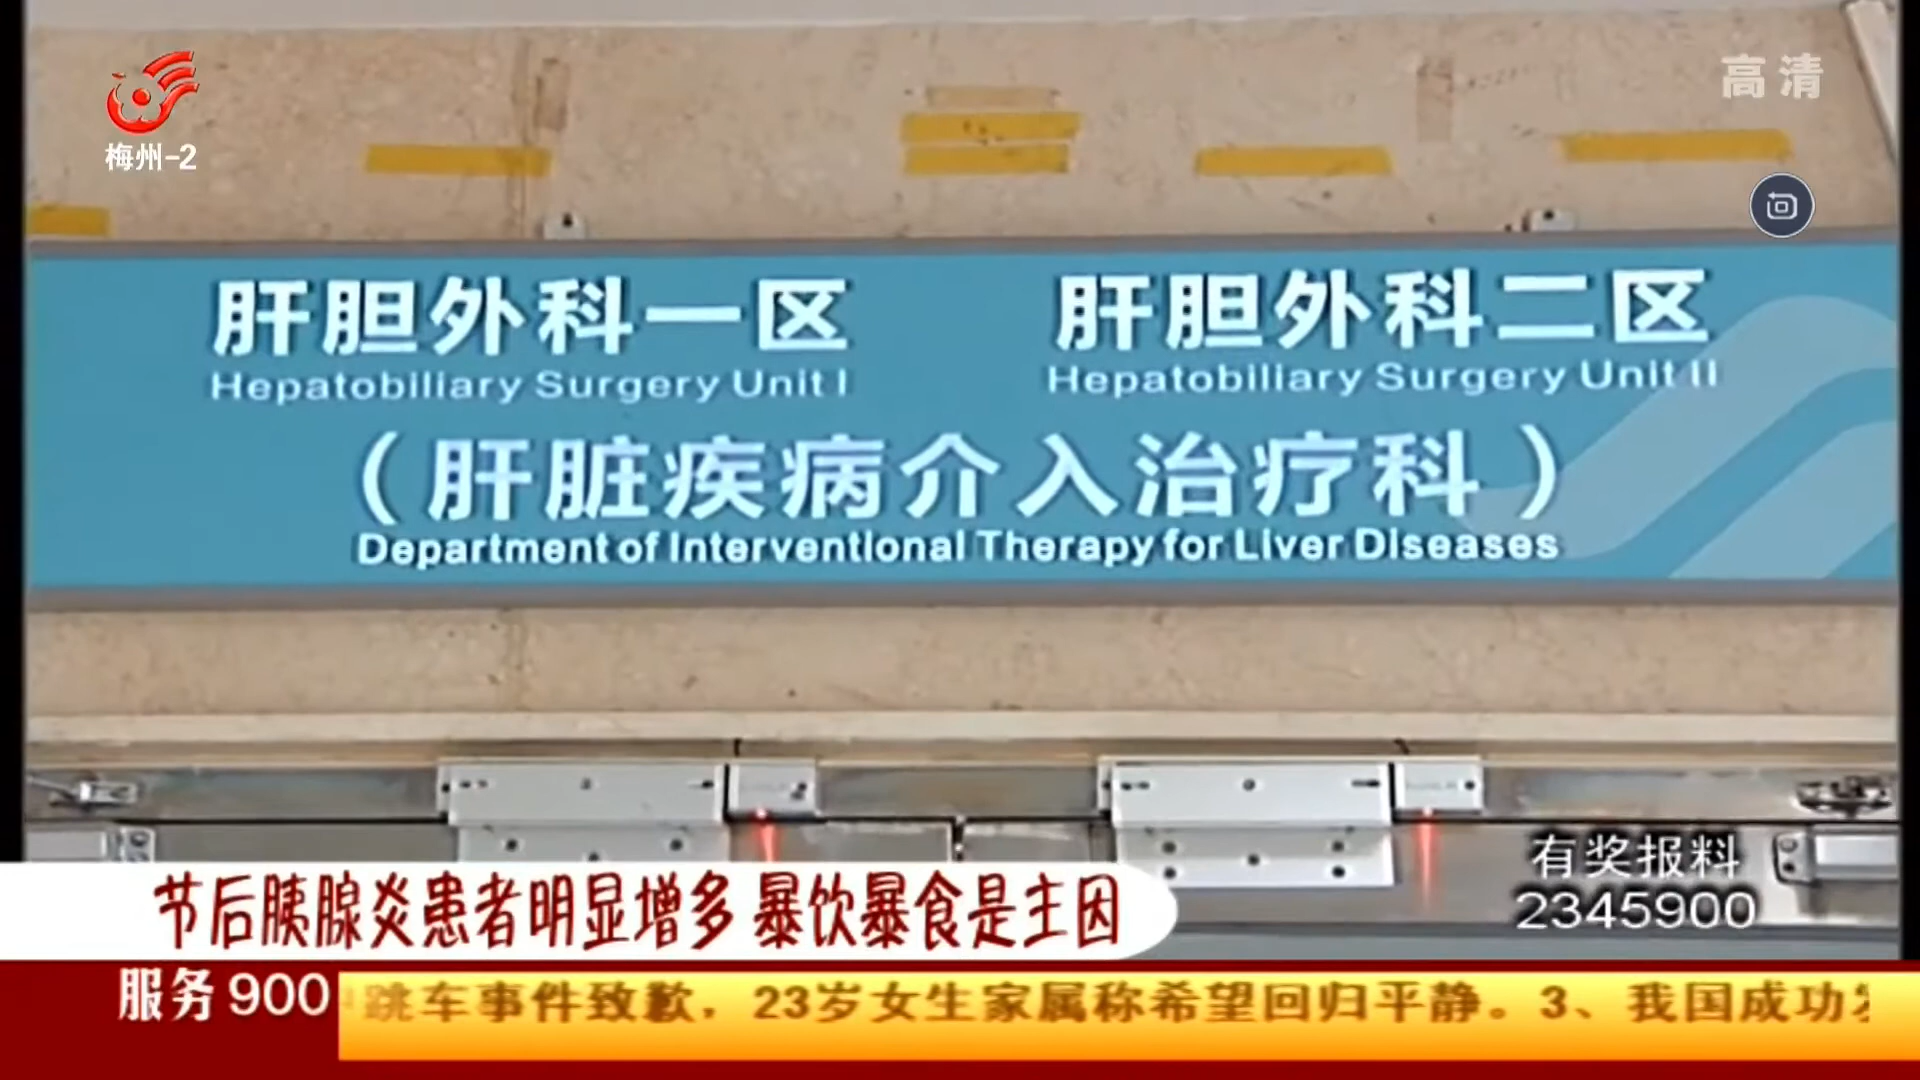 高清
梅州-2
肝胆外科一区
Hepatobiliary Surgery Unit I
肝胆外科二区
Hepatobiliary Surgery Unit II
（肝脏疾病介入治疗科）
Department of Interventional Therapy for Liver Diseases
有奖报料
2345900
节后胰腺炎患者明显增多 暴饮暴食是主因
服务900
跳车事件致歉，23岁女生家属称希望回归平静。3、我国成功